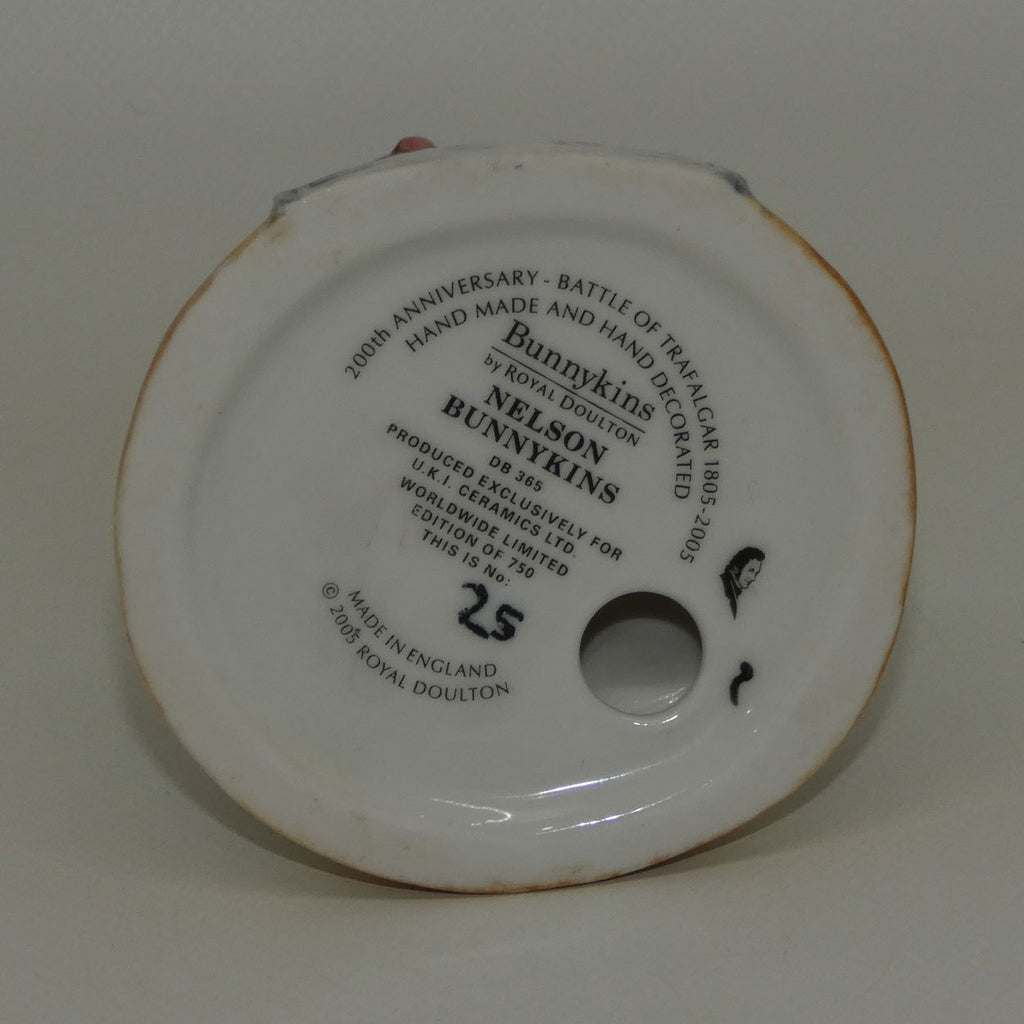 200th ANNIVERSARY - BATTLE OF TRAFALGAR 1805-2005
HAND MADE AND HAND DECORATED
Bunnykins
by ROYAL DOULTON
NELSON
BUNNYKINS
DB 365
PRODUCED EXCLUSIVELY FOR
U.K.I. CERAMICS LTD.
WORLDWIDE LIMITED
EDITION OF 750
THIS IS No:
25
MADE IN ENGLAND
© 2005 ROYAL DOULTON